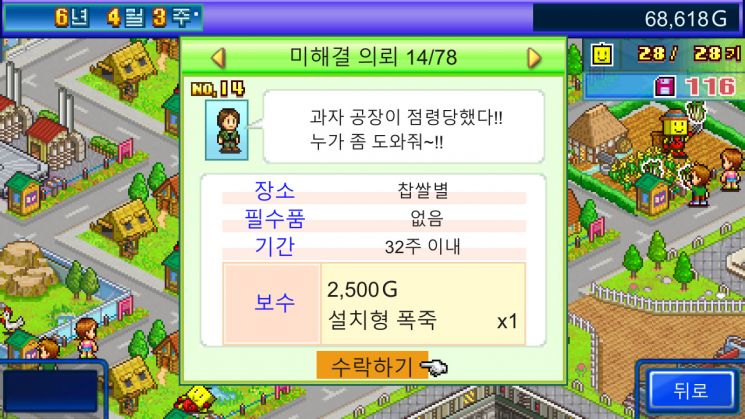 6년 4월 3주
68,618G
미해결 의뢰 14/78
28/ 28기
116
NO.14
과자 공장이 점령당했다!!
누가 좀 도와줘~!!
장소 찹쌀별
필수품 없음
기간 32주 이내
보수 2,500G
설치형 폭죽 x1
수락하기
뒤로